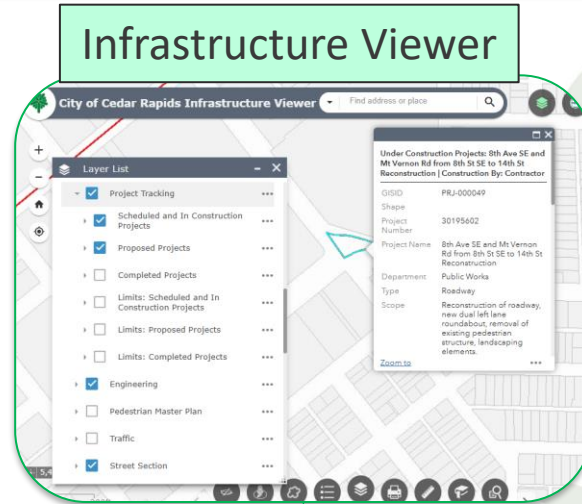 Infrastructure Viewer
City of Cedar Rapids Infrastructure Viewer
Find address or place
Layer List
Project Tracking
Scheduled and In Construction
Projects
Proposed Projects
Completed Projects
Limits: Scheduled and In
Construction Projects
Limits: Proposed Projects
Limits: Completed Projects
Engineering
Pedestrian Master Plan
Traffic
Street Section
Under Construction Projects: 8th Ave SE and
Mt Vernon Rd from 8th St SE to 14th St
Reconstruction | Construction By: Contractor
GISID PRJ-000049
Shape
Project Number 30195602
Project Name 8th Ave SE and Mt Vernon
Rd from 8th St SE to 14th St
Reconstruction
Department Public Works
Type Roadway
Scope Reconstruction of roadway,
new dual left lane
roundabout, removal of
existing pedestrian
structure, landscaping
elements.
Zoom to